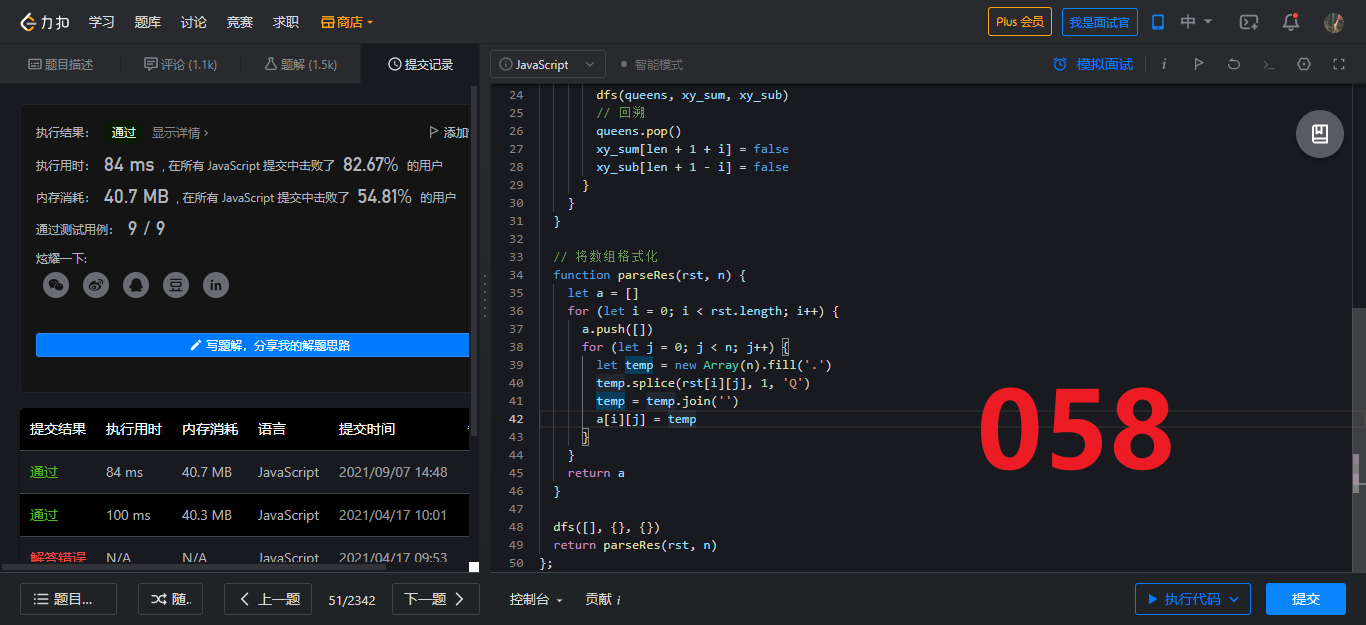 力扣 学习 题库 讨论 竞赛 求职 商店 Plus 会员 我是面试官 中
题目描述 评论 (1.1k) 题解 (1.5k) 提交记录
i JavaScript 智能模式 模拟面试 i
执行结果： 通过 显示详情 › 添加
执行用时： 84 ms , 在所有 JavaScript 提交中击败了 82.67% 的用户
内存消耗： 40.7 MB , 在所有 JavaScript 提交中击败了 54.81% 的用户
通过测试用例： 9 / 9
炫耀一下:
豆 in
写题解，分享我的解题思路
提交结果 执行用时 内存消耗 语言 提交时间
通过 84 ms 40.7 MB JavaScript 2021/09/07 14:48
通过 100 ms 40.3 MB JavaScript 2021/04/17 10:01
解答错误 N/A N/A JavaScript 2021/04/17 09:53
24 dfs(queens, xy_sum, xy_sub)
25 // 回溯
26 queens.pop()
27 xy_sum[len + 1 + i] = false
28 xy_sub[len + 1 - i] = false
29 }
30 }
31 }
32
33 // 将数组格式化
34 function parseRes(rst, n) {
35 let a = []
36 for (let i = 0; i < rst.length; i++) {
37 a.push([])
38 for (let j = 0; j < n; j++) {
39 let temp = new Array(n).fill('.')
40 temp.splice(rst[i][j], 1, 'Q')
41 temp = temp.join('')
42 a[i][j] = temp
43 }
44 }
45 return a
46 }
47
48 dfs([], {}, {})
49 return parseRes(rst, n)
50 };
058
题目... 随.. 上一题 51/2342 下一题 控制台 贡献 i 执行代码 提交